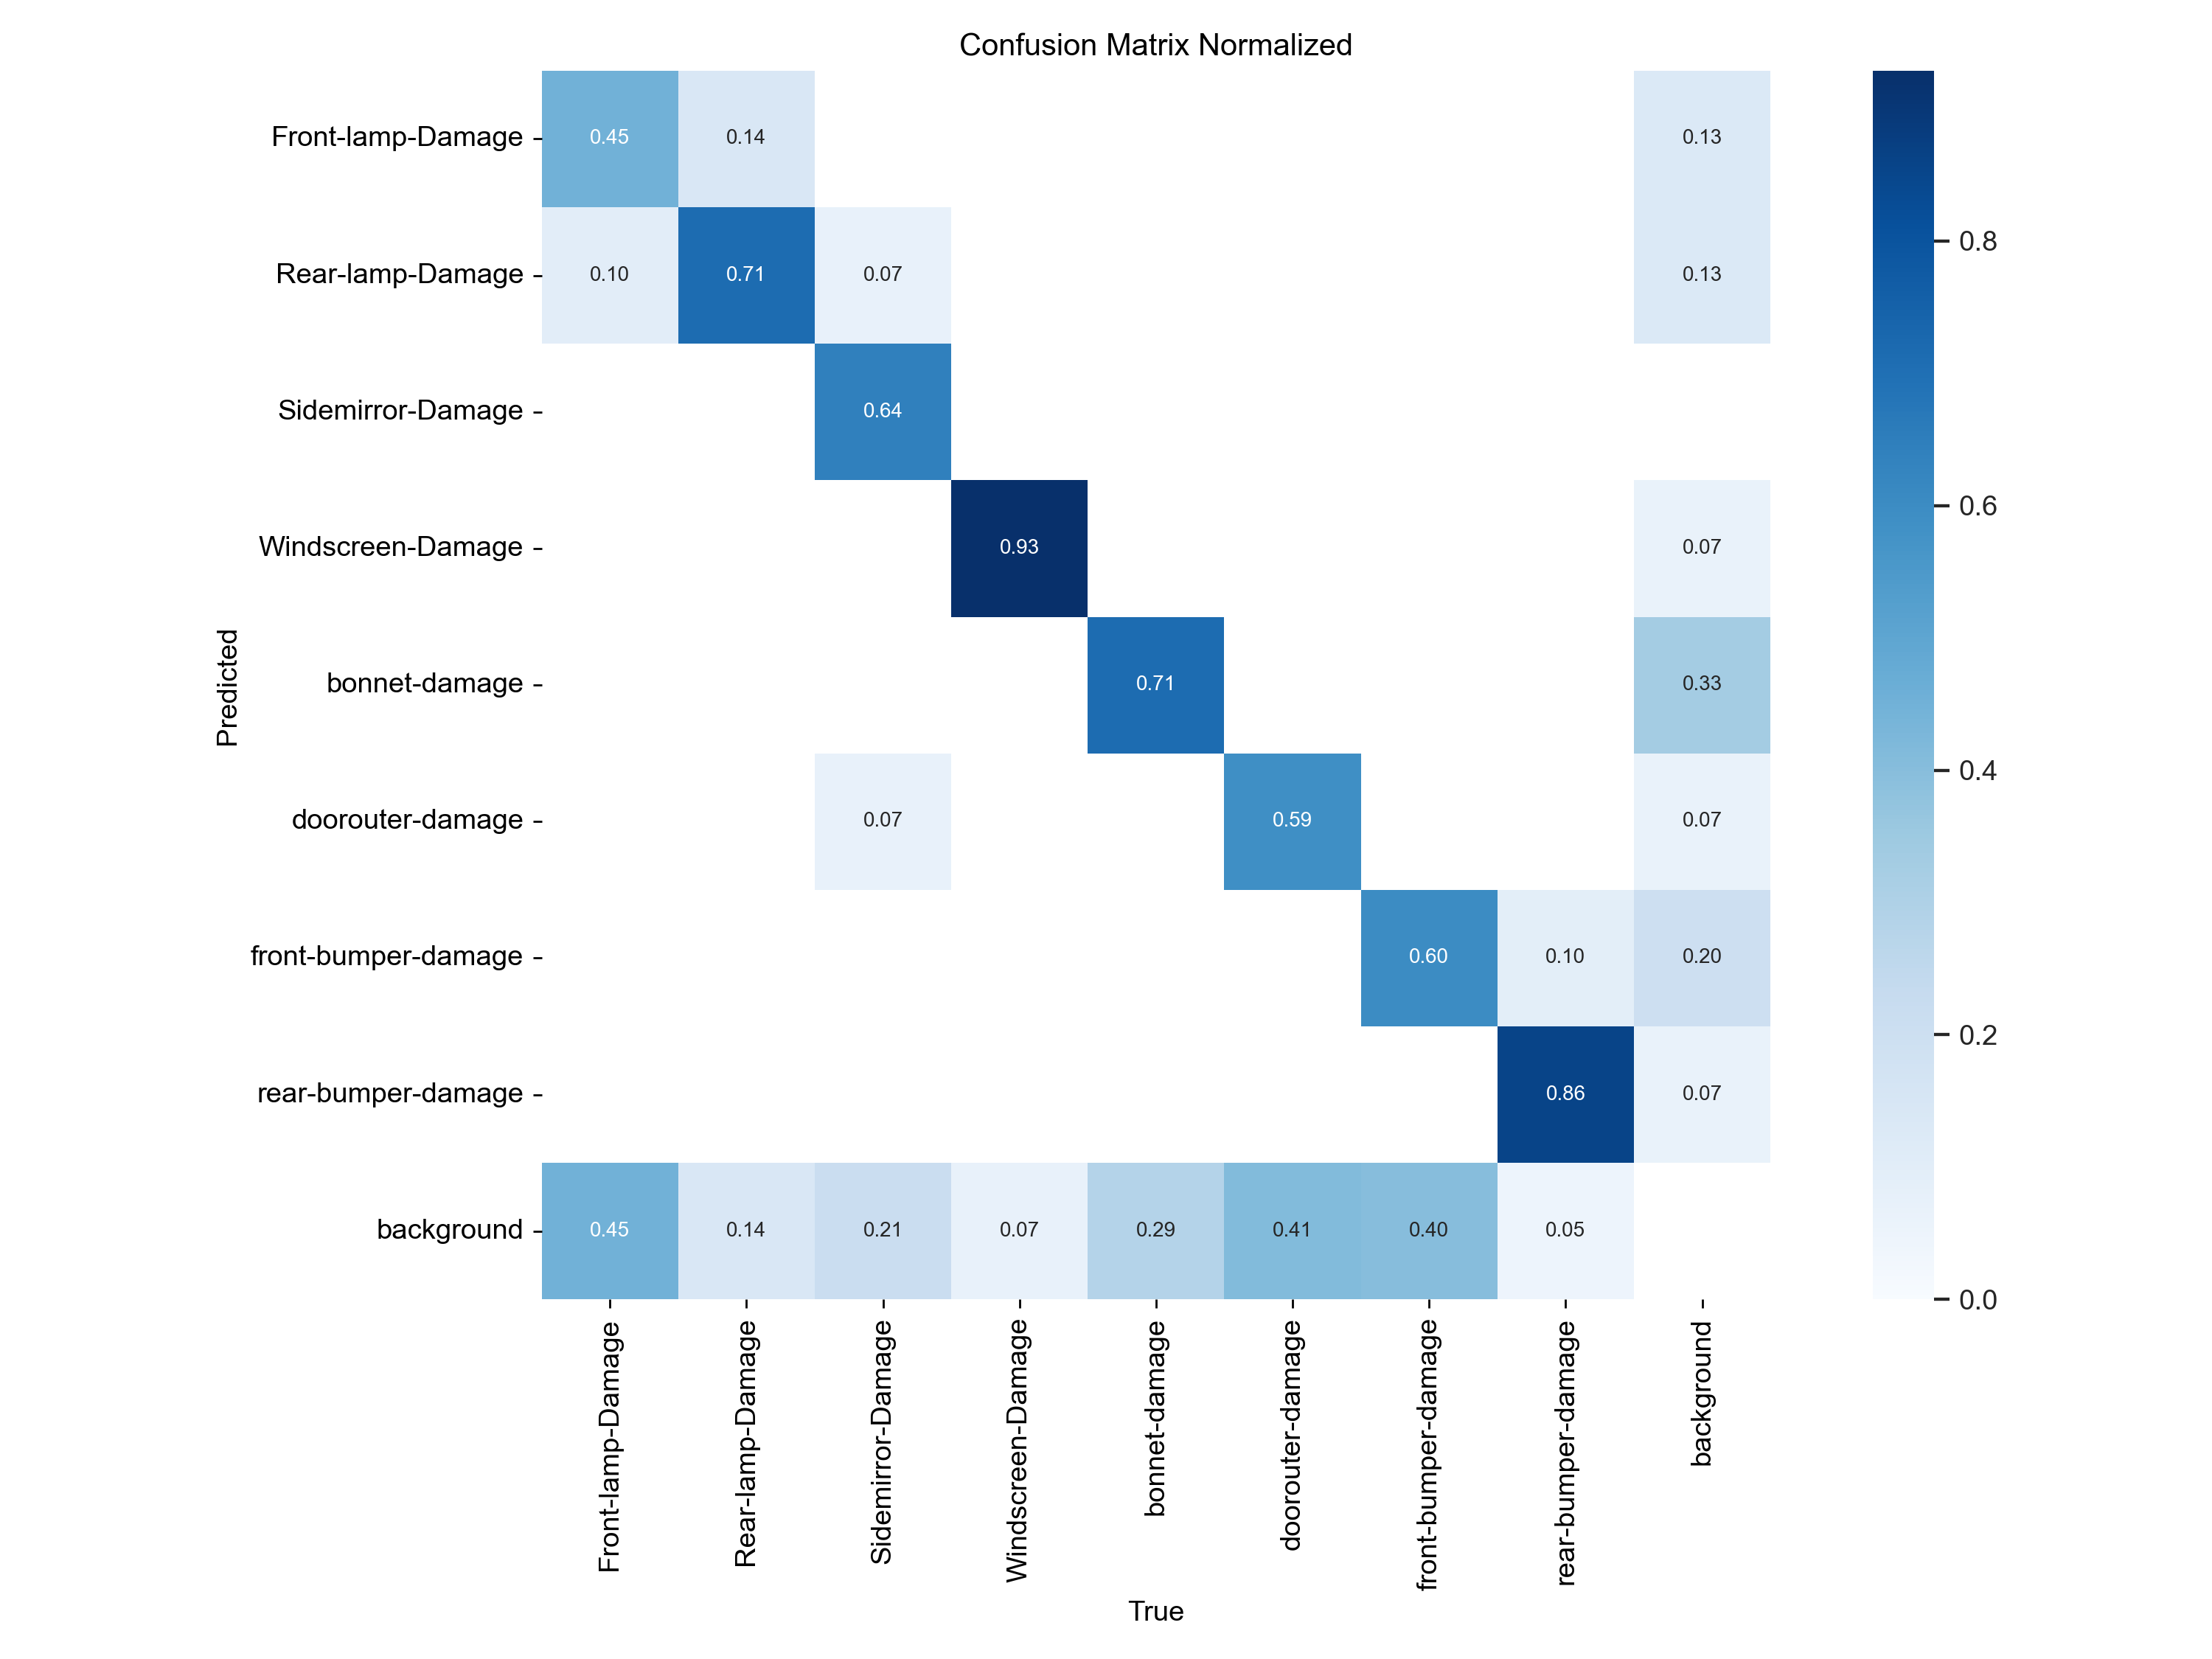 Confusion Matrix Normalized
Front-lamp-Damage 0.45 0.14 0.13
Rear-lamp-Damage 0.10 0.71 0.07 0.13 0.8
Sidemirror-Damage 0.64
0.6
Windscreen-Damage 0.93 0.07
Predicted
bonnet-damage 0.71 0.33
0.4
doorouter-damage 0.07 0.59 0.07
front-bumper-damage 0.60 0.10 0.20
0.2
rear-bumper-damage 0.86 0.07
background 0.45 0.14 0.21 0.07 0.29 0.41 0.40 0.05
0.0
Front-lamp-Damage
Rear-lamp-Damage
Sidemirror-Damage
Windscreen-Damage
bonnet-damage
doorouter-damage
front-bumper-damage
rear-bumper-damage
background
True